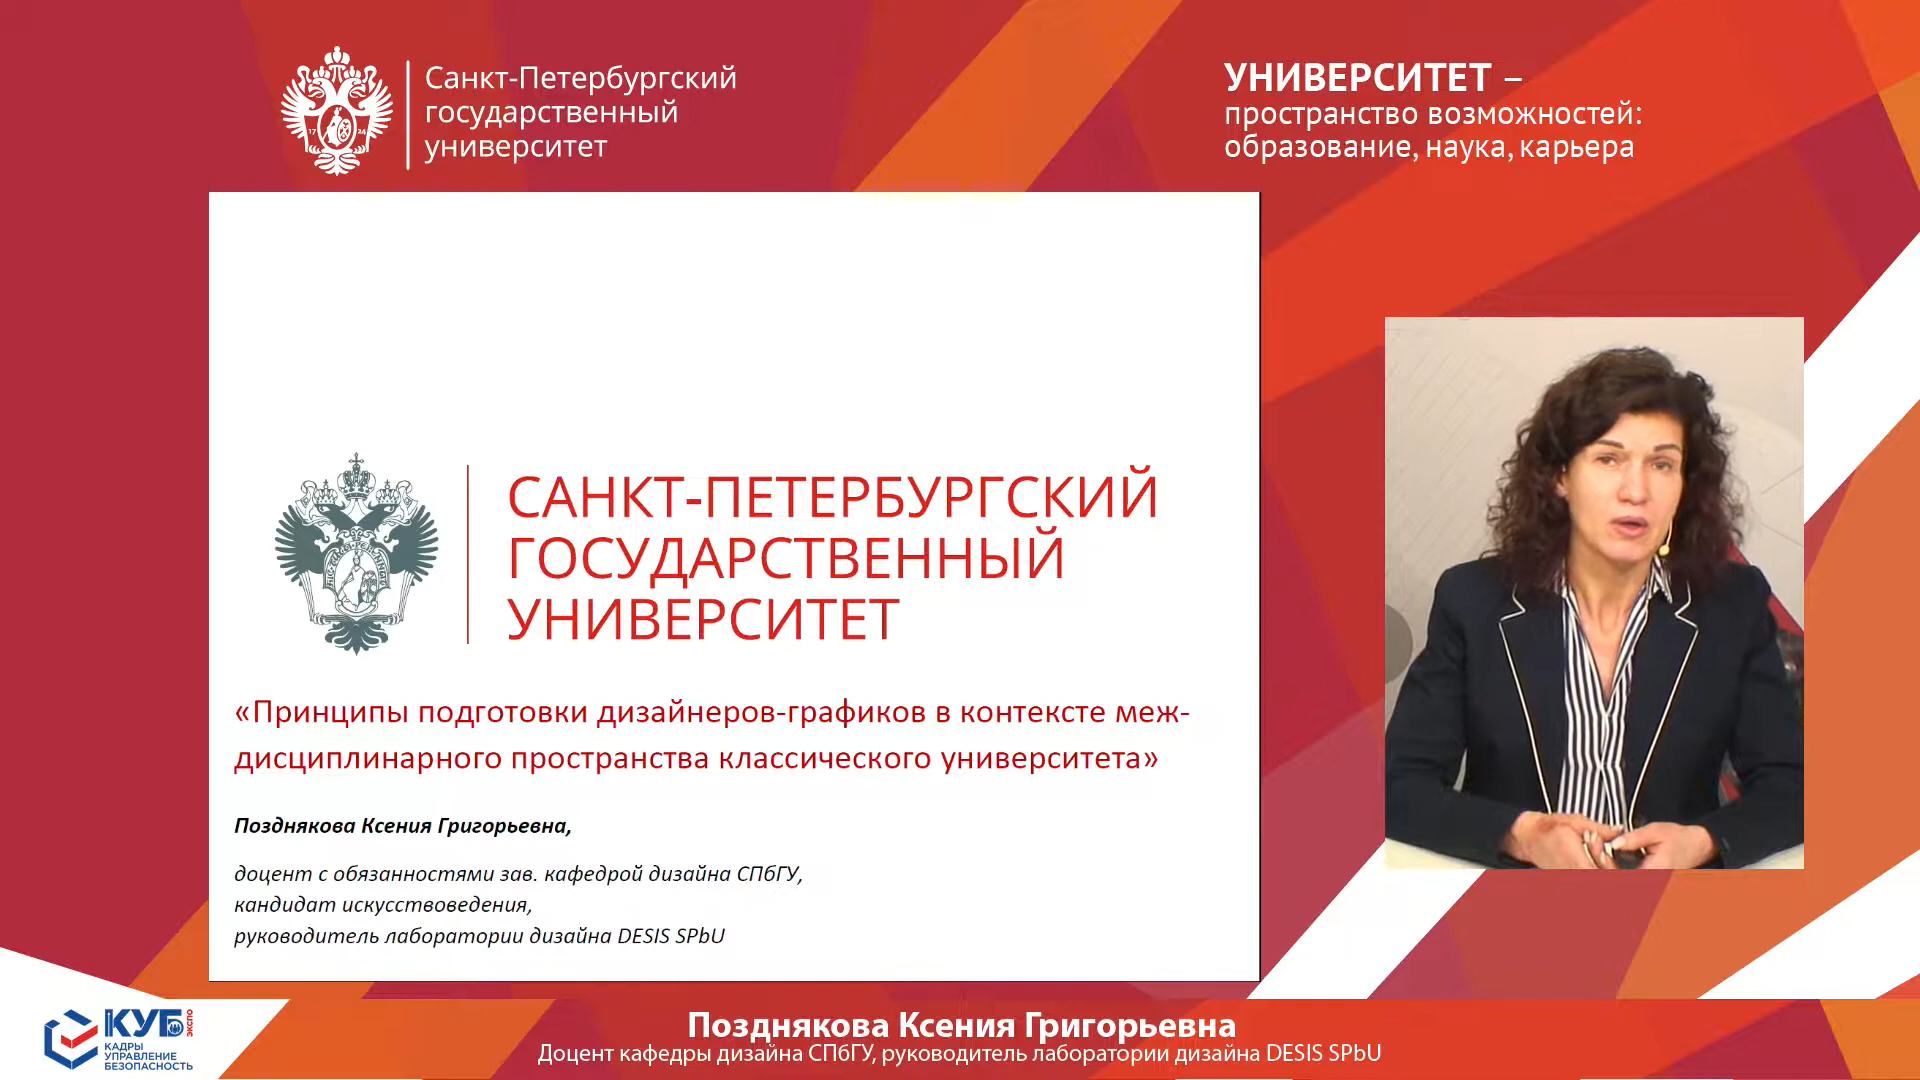 Санкт-Петербургский
государственный
университет
УНИВЕРСИТЕТ –
пространство возможностей:
образование, наука, карьера
САНКТ-ПЕТЕРБУРГСКИЙ
ГОСУДАРСТВЕННЫЙ
УНИВЕРСИТЕТ
«Принципы подготовки дизайнеров-графиков в контексте меж-
дисциплинарного пространства классического университета»
Позднякова Ксения Григорьевна,
доцент с обязанностями зав. кафедрой дизайна СПбГУ,
кандидат искусствоведения,
руководитель лаборатории дизайна DESIS SPbU
КУБ
ЭКСПО
КАДРЫ
УПРАВЛЕНИЕ
БЕЗОПАСНОСТЬ
Позднякова Ксения Григорьевна
Доцент кафедры дизайна СПбГУ, руководитель лаборатории дизайна DESIS SPbU
17 24